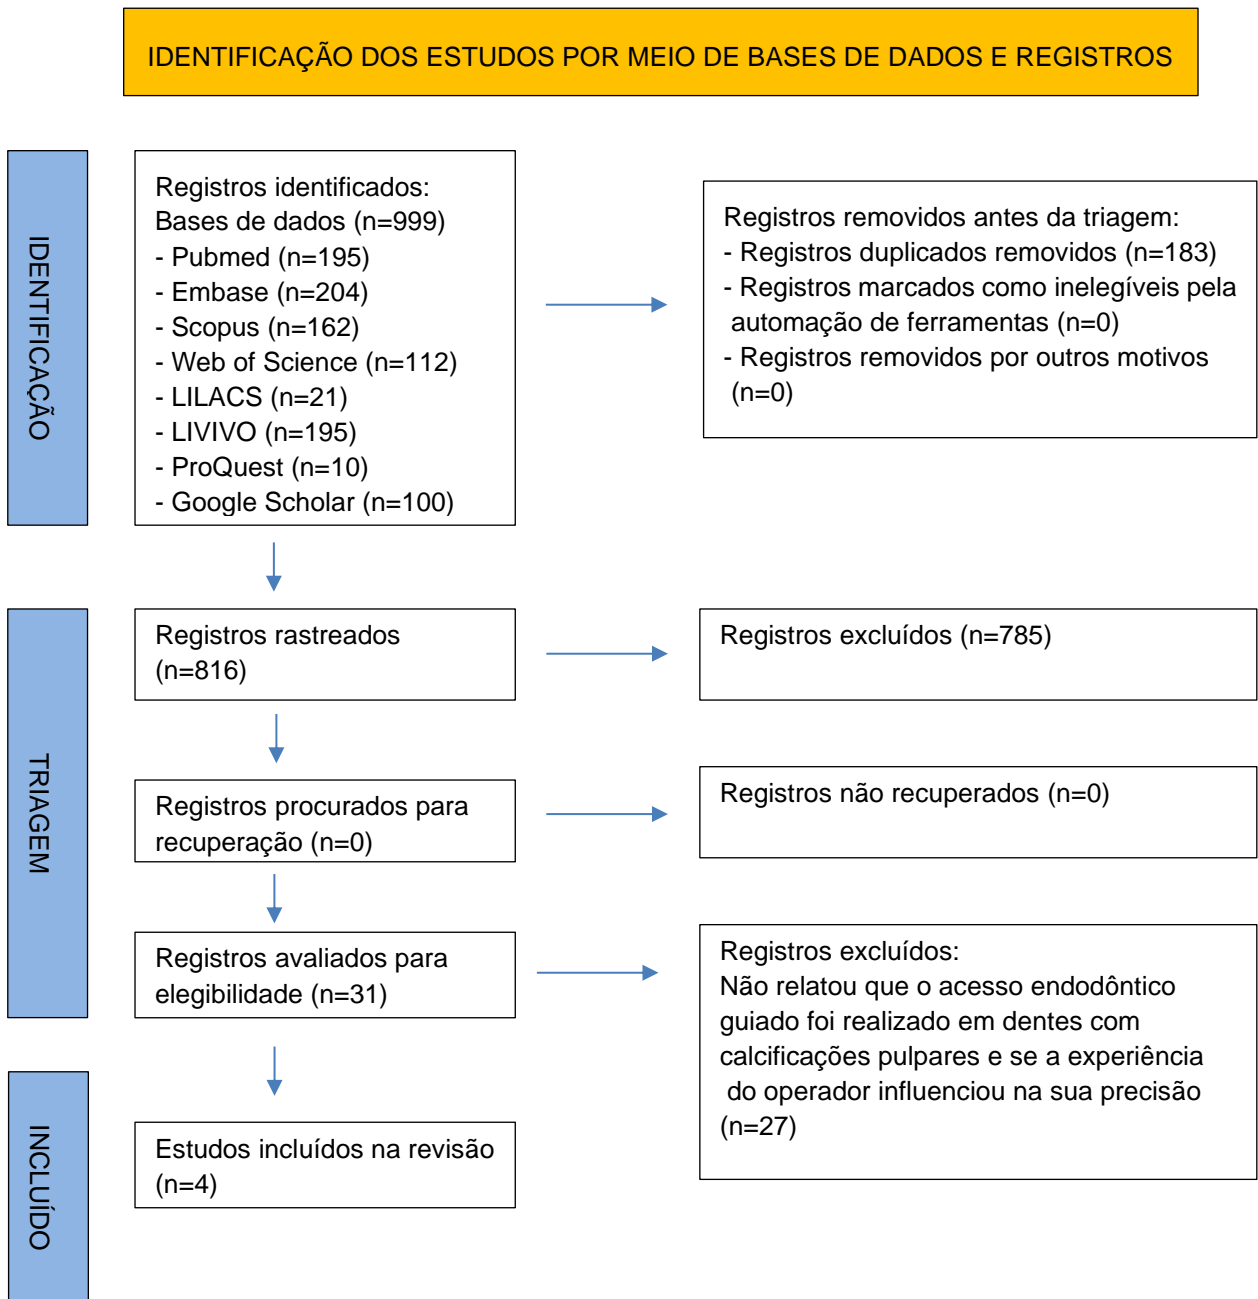 IDENTIFICAÇÃO DOS ESTUDOS POR MEIO DE BASES DE DADOS E REGISTROS
IDENTIFICAÇÃO
Registros identificados:
Bases de dados (n=999)
- Pubmed (n=195)
- Embase (n=204)
- Scopus (n=162)
- Web of Science (n=112)
- LILACS (n=21)
- LIVIVO (n=195)
- ProQuest (n=10)
- Google Scholar (n=100)
Registros removidos antes da triagem:
- Registros duplicados removidos (n=183)
- Registros marcados como inelegíveis pela
automação de ferramentas (n=0)
- Registros removidos por outros motivos
(n=0)
TRIAGEM
Registros rastreados
(n=816)
Registros excluídos (n=785)
Registros procurados para
recuperação (n=0)
Registros não recuperados (n=0)
Registros avaliados para
elegibilidade (n=31)
Registros excluídos:
Não relatou que o acesso endodôntico
guiado foi realizado em dentes com
calcificações pulpares e se a experiência
do operador influenciou na sua precisão
(n=27)
INCLUÍDO
Estudos incluídos na revisão
(n=4)